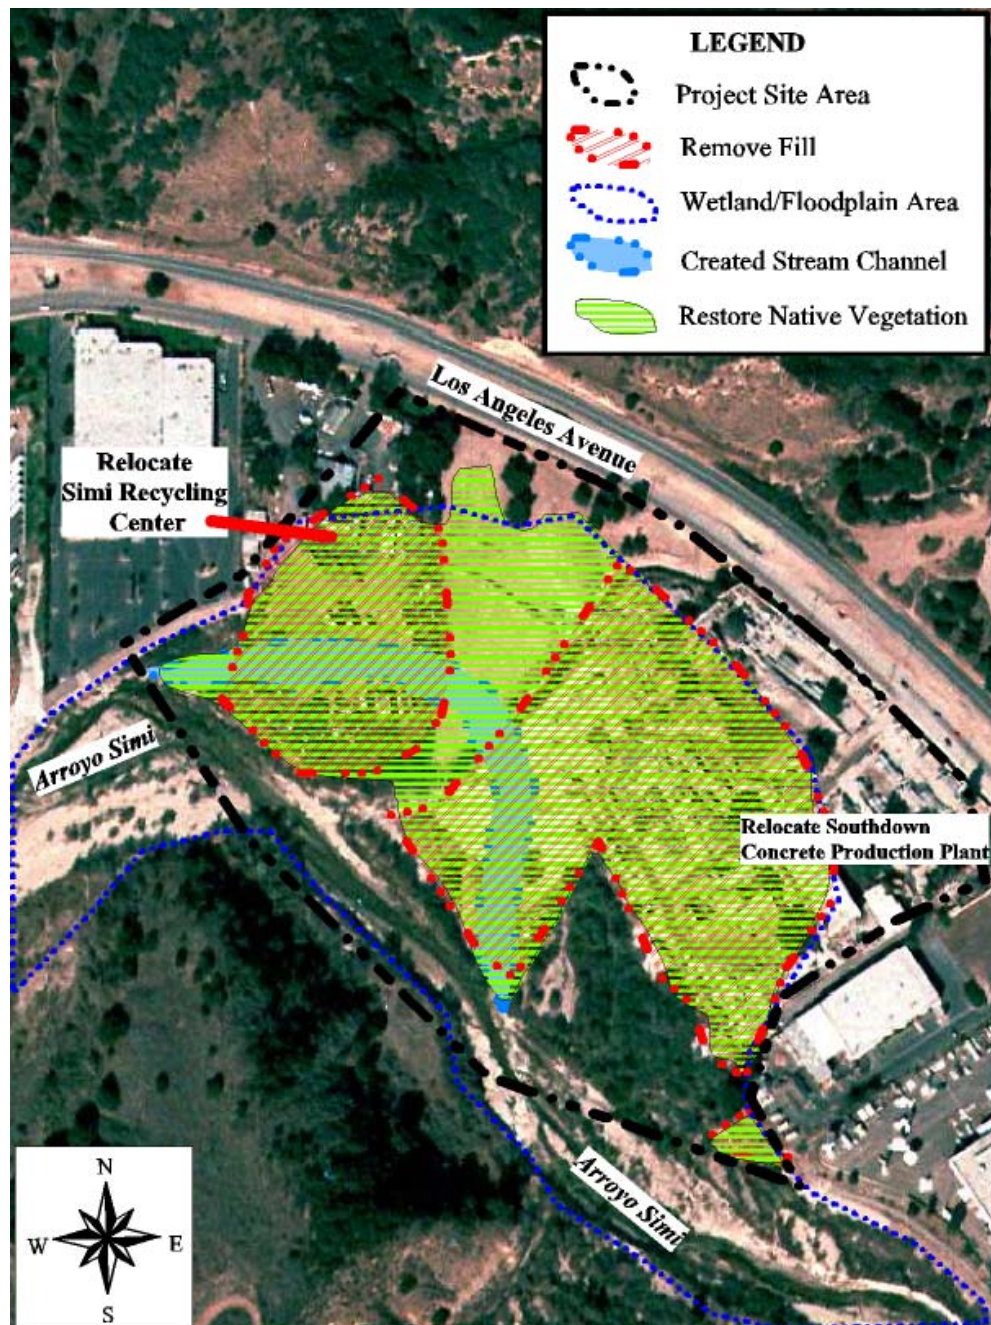 LEGEND
Project Site Area
Remove Fill
Wetland/Floodplain Area
Created Stream Channel
Restore Native Vegetation
Los Angeles Avenue
Relocate
Simi Recycling
Center
Arroyo Simi
Relocate Southdown
Concrete Production Plant
Arroyo Simi
N
W E
S